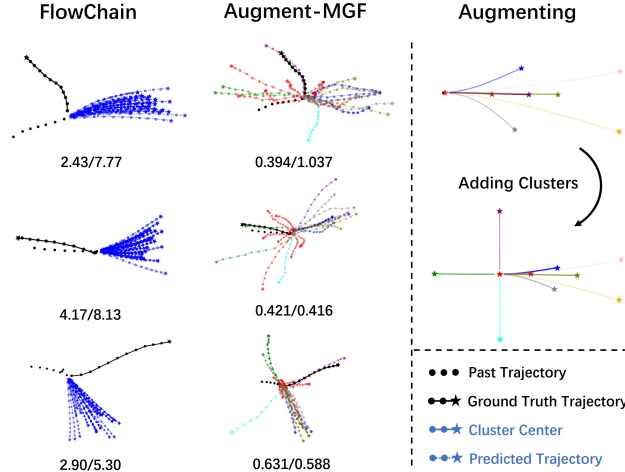 FlowChain
Augment-MGF
Augmenting
2.43/7.77
0.394/1.037
Adding Clusters
4.17/8.13
0.421/0.416
2.90/5.30
0.631/0.588
Past Trajectory
Ground Truth Trajectory
Cluster Center
Predicted Trajectory